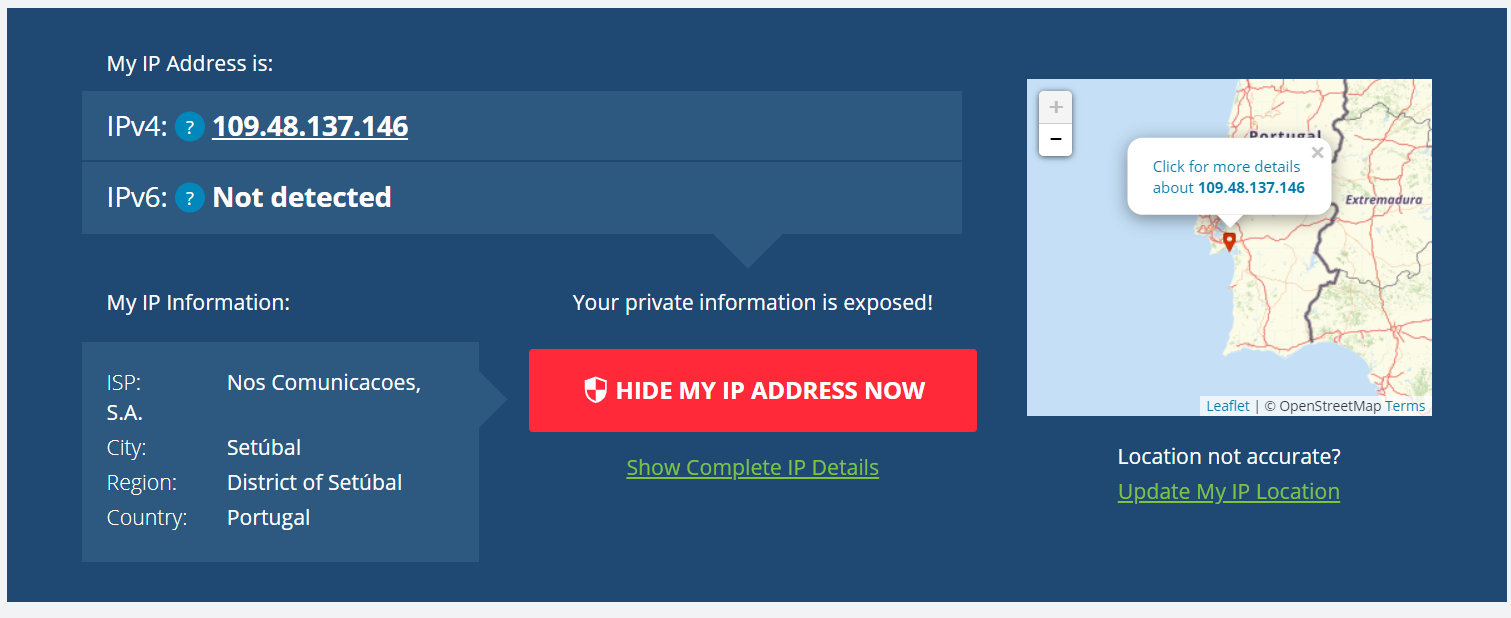 My IP Address is:
IPv4: ? 109.48.137.146
IPv6: ? Not detected
My IP Information:
ISP: Nos Comunicacoes,
S.A.
City: Setúbal
Region: District of Setúbal
Country: Portugal
Your private information is exposed!
HIDE MY IP ADDRESS NOW
Show Complete IP Details
+
−
Portugal
×
Click for more details
about 109.48.137.146
Extremadura
Leaflet | © OpenStreetMap Terms
Location not accurate?
Update My IP Location